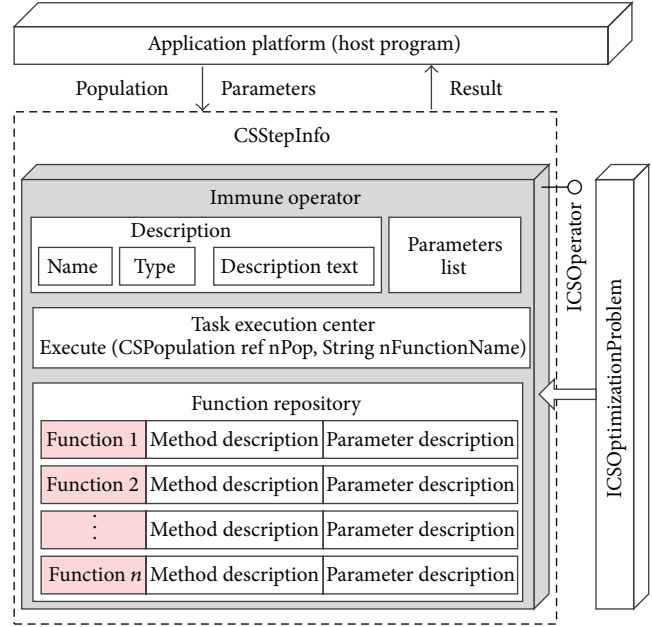 Application platform (host program)
Population
Parameters
Result
CSStepInfo
Immune operator
Description
Name
Type
Description text
Parameters
list
ICSOperator
ICSOptimizationProblem
Task execution center
Execute (CSPopulation ref nPop, String nFunctionName)
Function repository
Function 1 Method description Parameter description
Function 2 Method description Parameter description
⋮ Method description Parameter description
Function n Method description Parameter description